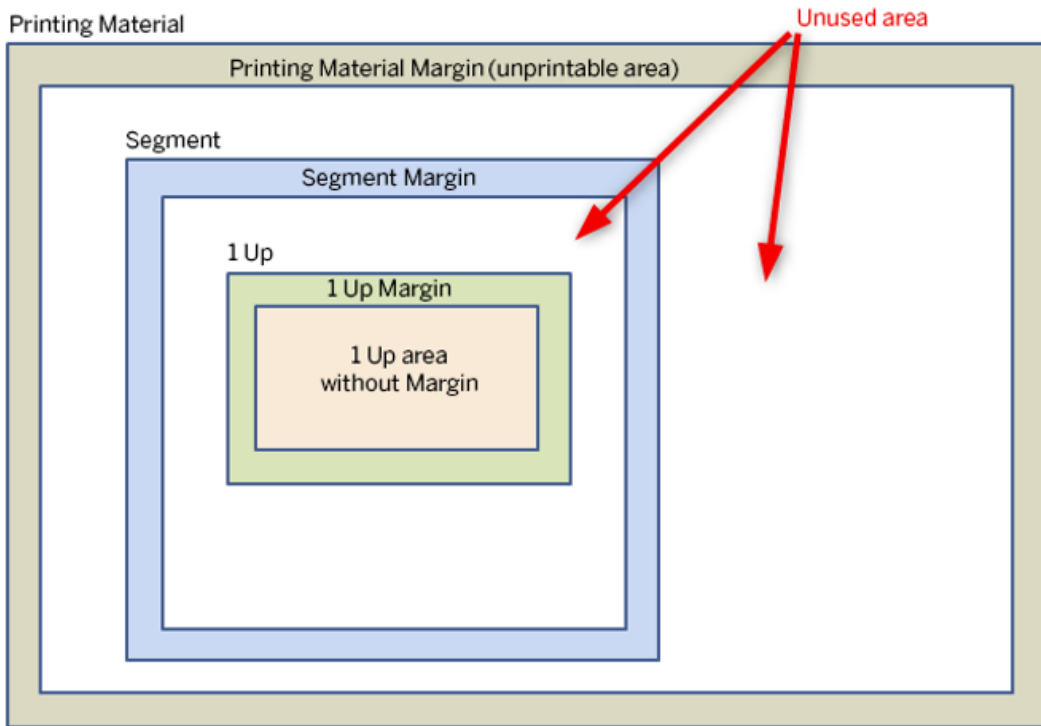 Unused area
Printing Material
Printing Material Margin (unprintable area)
Segment
Segment Margin
1 Up
1 Up Margin
1 Up area
without Margin